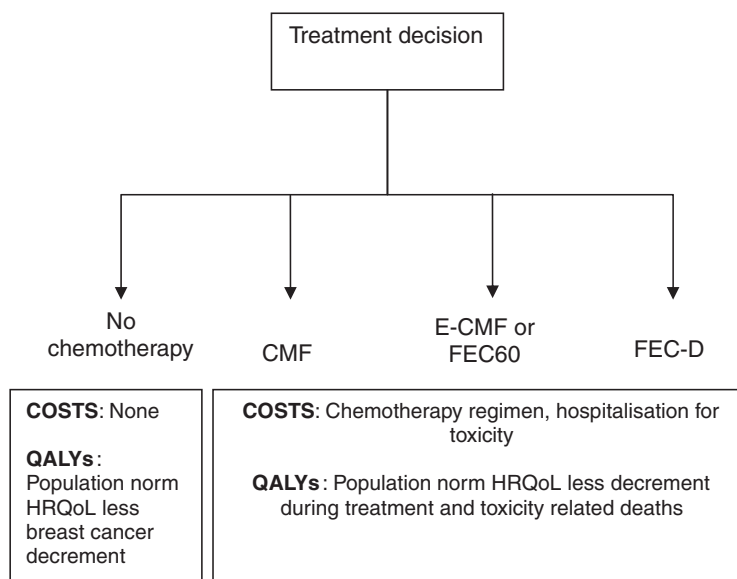 Treatment decision
No
chemotherapy
CMF
E-CMF or
FEC60
FEC-D
COSTS: None
QALYs:
Population norm
HRQoL less
breast cancer
decrement
COSTS: Chemotherapy regimen, hospitalisation for
toxicity
QALYs: Population norm HRQoL less decrement
during treatment and toxicity related deaths